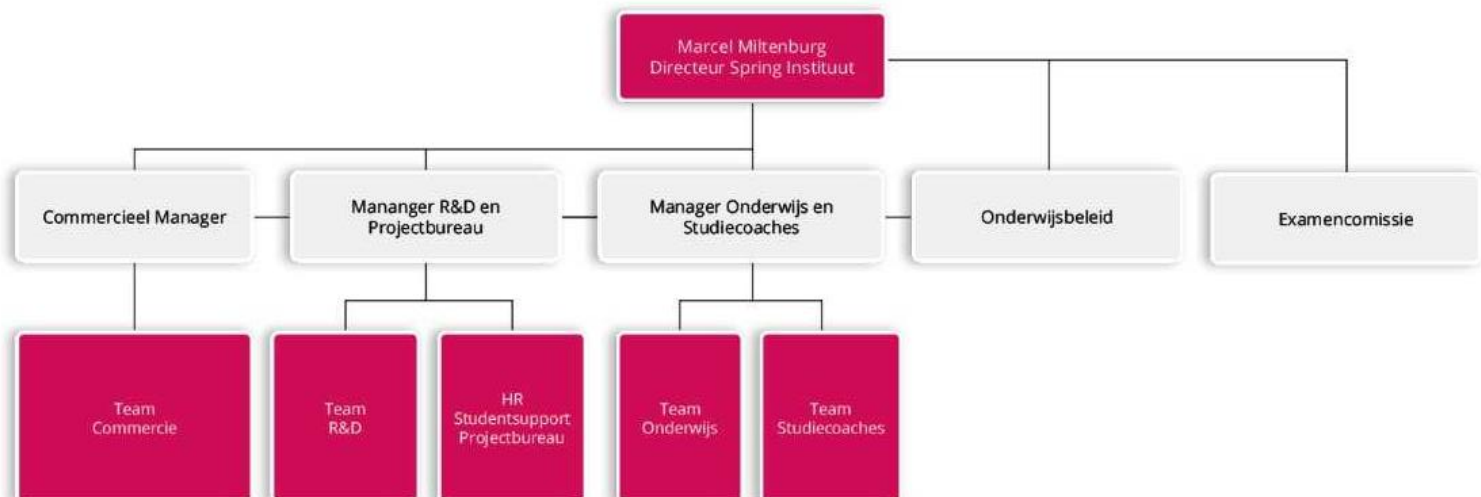 Marcel Miltenburg
Directeur Spring Instituut
Commercieel Manager
Mananger R&D en
Projectbureau
Manager Onderwijs en
Studiecoaches
Onderwijsbeleid
Examencomissie
Team
Commercie
Team
R&D
HR
Studentsupport
Projectbureau
Team
Onderwijs
Team
Studiecoaches